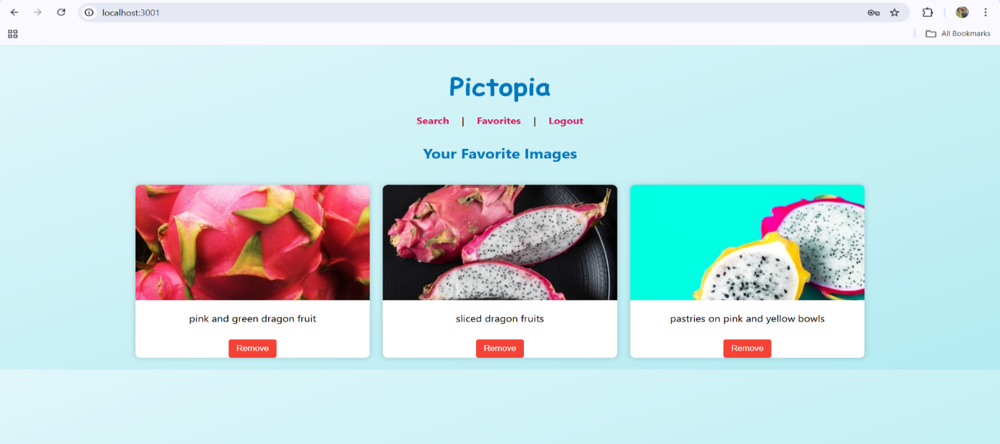 localhost:3001
All Bookmarks
Pictopia
Search | Favorites | Logout
Your Favorite Images
pink and green dragon fruit
Remove
sliced dragon fruits
Remove
pastries on pink and yellow bowls
Remove